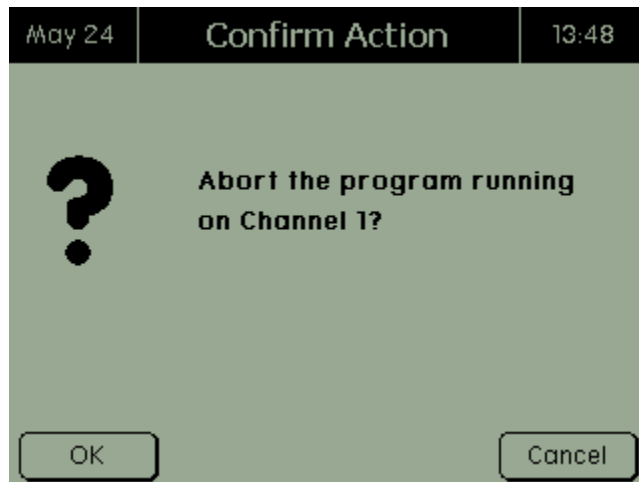 May 24
Confirm Action
13:48
Abort the program running
on Channel 1?
OK
Cancel